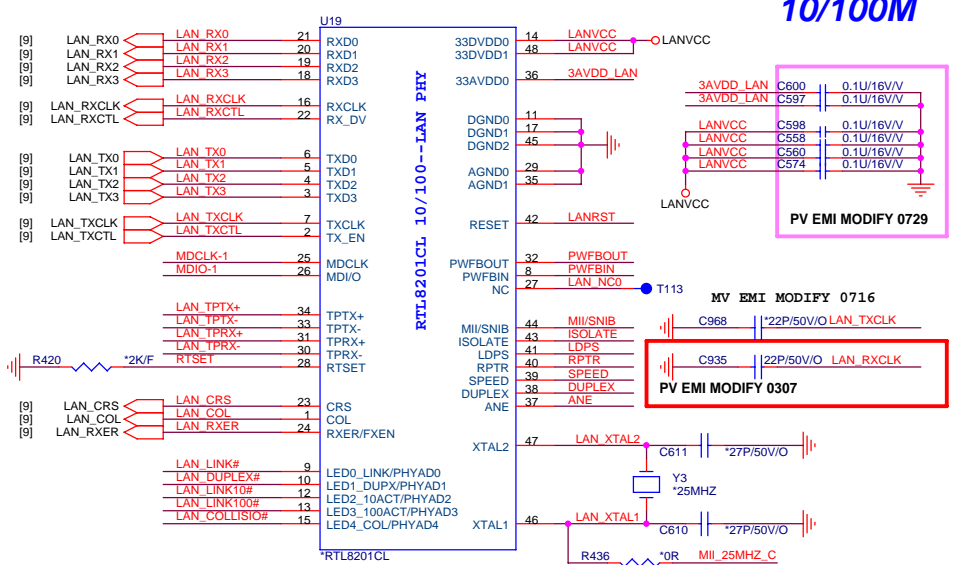 10/100M
U19
[9] LAN_RX0 LAN_RX0 21 RXD0
[9] LAN_RX1 LAN_RX1 20 RXD1
[9] LAN_RX2 LAN_RX2 19 RXD2
[9] LAN_RX3 LAN_RX3 18 RXD3
[9] LAN_RXCLK LAN_RXCLK 16 RXCLK
[9] LAN_RXCTL LAN_RXCTL 22 RX_DV
[9] LAN_TX0 LAN_TX0 6 TXD0
[9] LAN_TX1 LAN_TX1 5 TXD1
[9] LAN_TX2 LAN_TX2 4 TXD2
[9] LAN_TX3 LAN_TX3 3 TXD3
[9] LAN_TXCLK LAN_TXCLK 7 TXCLK
[9] LAN_TXCTL LAN_TXCTL 2 TX_EN
MDCLK-1 25 MDCLK
MDIO-1 26 MDI/O
LAN_TPTX+ 34 TPTX+
LAN_TPTX- 33 TPTX-
LAN_TPRX+ 31 TPRX+
LAN_TPRX- 30 TPRX-
R420 *2K/F RTSET 28 RTSET
[9] LAN_CRS LAN_CRS 23 CRS
[9] LAN_COL LAN_COL 1 COL
[9] LAN_RXER LAN_RXER 24 RXER/FXEN
LAN_LINK# 9 LED0_LINK/PHYAD0
LAN_DUPLEX# 10 LED1_DUPX/PHYAD1
LAN_LINK10# 12 LED2_10ACT/PHYAD2
LAN_LINK100# 13 LED3_100ACT/PHYAD3
LAN_COLLISIO# 15 LED4_COL/PHYAD4
*RTL8201CL
RTL8201CL 10/100--LAN PHY
33DVDD0 14 LANVCC LANVCC
33DVDD1 48 LANVCC
33AVDD0 36 3AVDD_LAN
DGND0 11
DGND1 17
DGND2 45
AGND0 29
AGND1 35
RESET 42 LANRST
PWFBOUT 32 PWFBOUT
PWFBIN 8 PWFBIN
NC 27 LAN_NC0 T113
MII/SNIB 44 MII/SNIB
ISOLATE 43 ISOLATE
LDPS 41 LDPS
RPTR 40 RPTR
SPEED 39 SPEED
DUPLEX 38 DUPLEX
ANE 37 ANE
XTAL2 47 LAN_XTAL2
C611 *27P/50V/O
Y3
*25MHZ
XTAL1 46 LAN_XTAL1
C610 *27P/50V/O
R436 *0R MII_25MHZ_C
3AVDD_LAN C600 0.1U/16V/V
3AVDD_LAN C597 0.1U/16V/V
LANVCC C598 0.1U/16V/V
LANVCC C558 0.1U/16V/V
LANVCC C560 0.1U/16V/V
LANVCC C574 0.1U/16V/V
LANVCC
PV EMI MODIFY 0729
MV EMI MODIFY 0716
C968 *22P/50V/O LAN_TXCLK
C935 22P/50V/O LAN_RXCLK
PV EMI MODIFY 0307